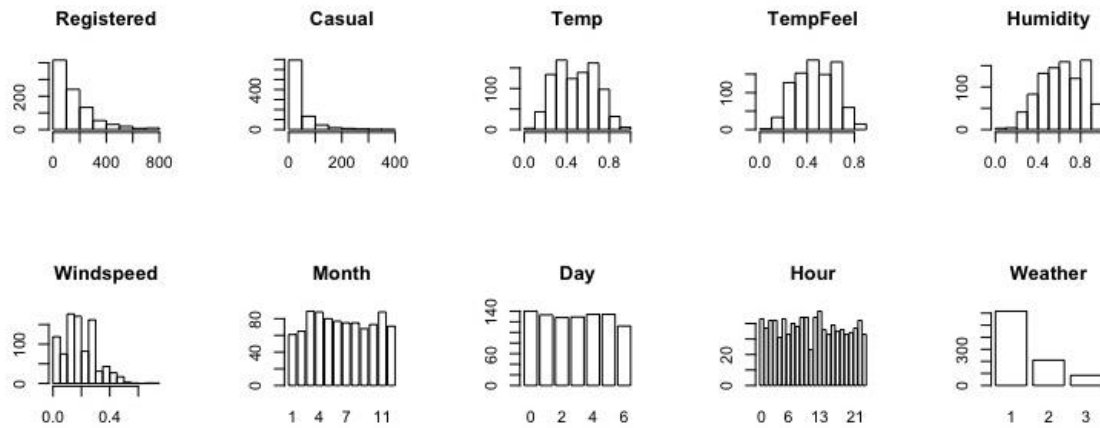 Registered
Casual
Temp
TempFeel
Humidity
0 200
0 400
0 100
0 100
0 100
0 400 800
0 200 400
0.0 0.4 0.8
0.0 0.4 0.8
0.0 0.4 0.8
Windspeed
Month
Day
Hour
Weather
0 100
0 40 80
0 60 140
0 20
0 300
0.0 0.4
1 4 7 11
0 2 4 6
0 6 13 21
1 2 3